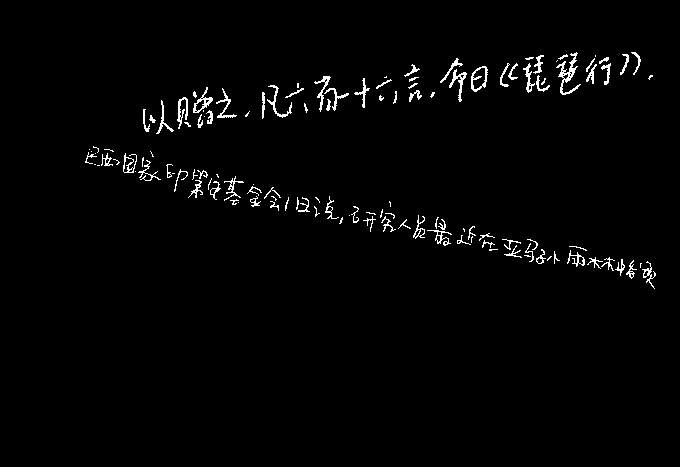 以赠之,凡六百一十六言,命曰《琵琶行》.
巴西国家印第安基金会1日说,研究人员最近在亚马孙雨林中发